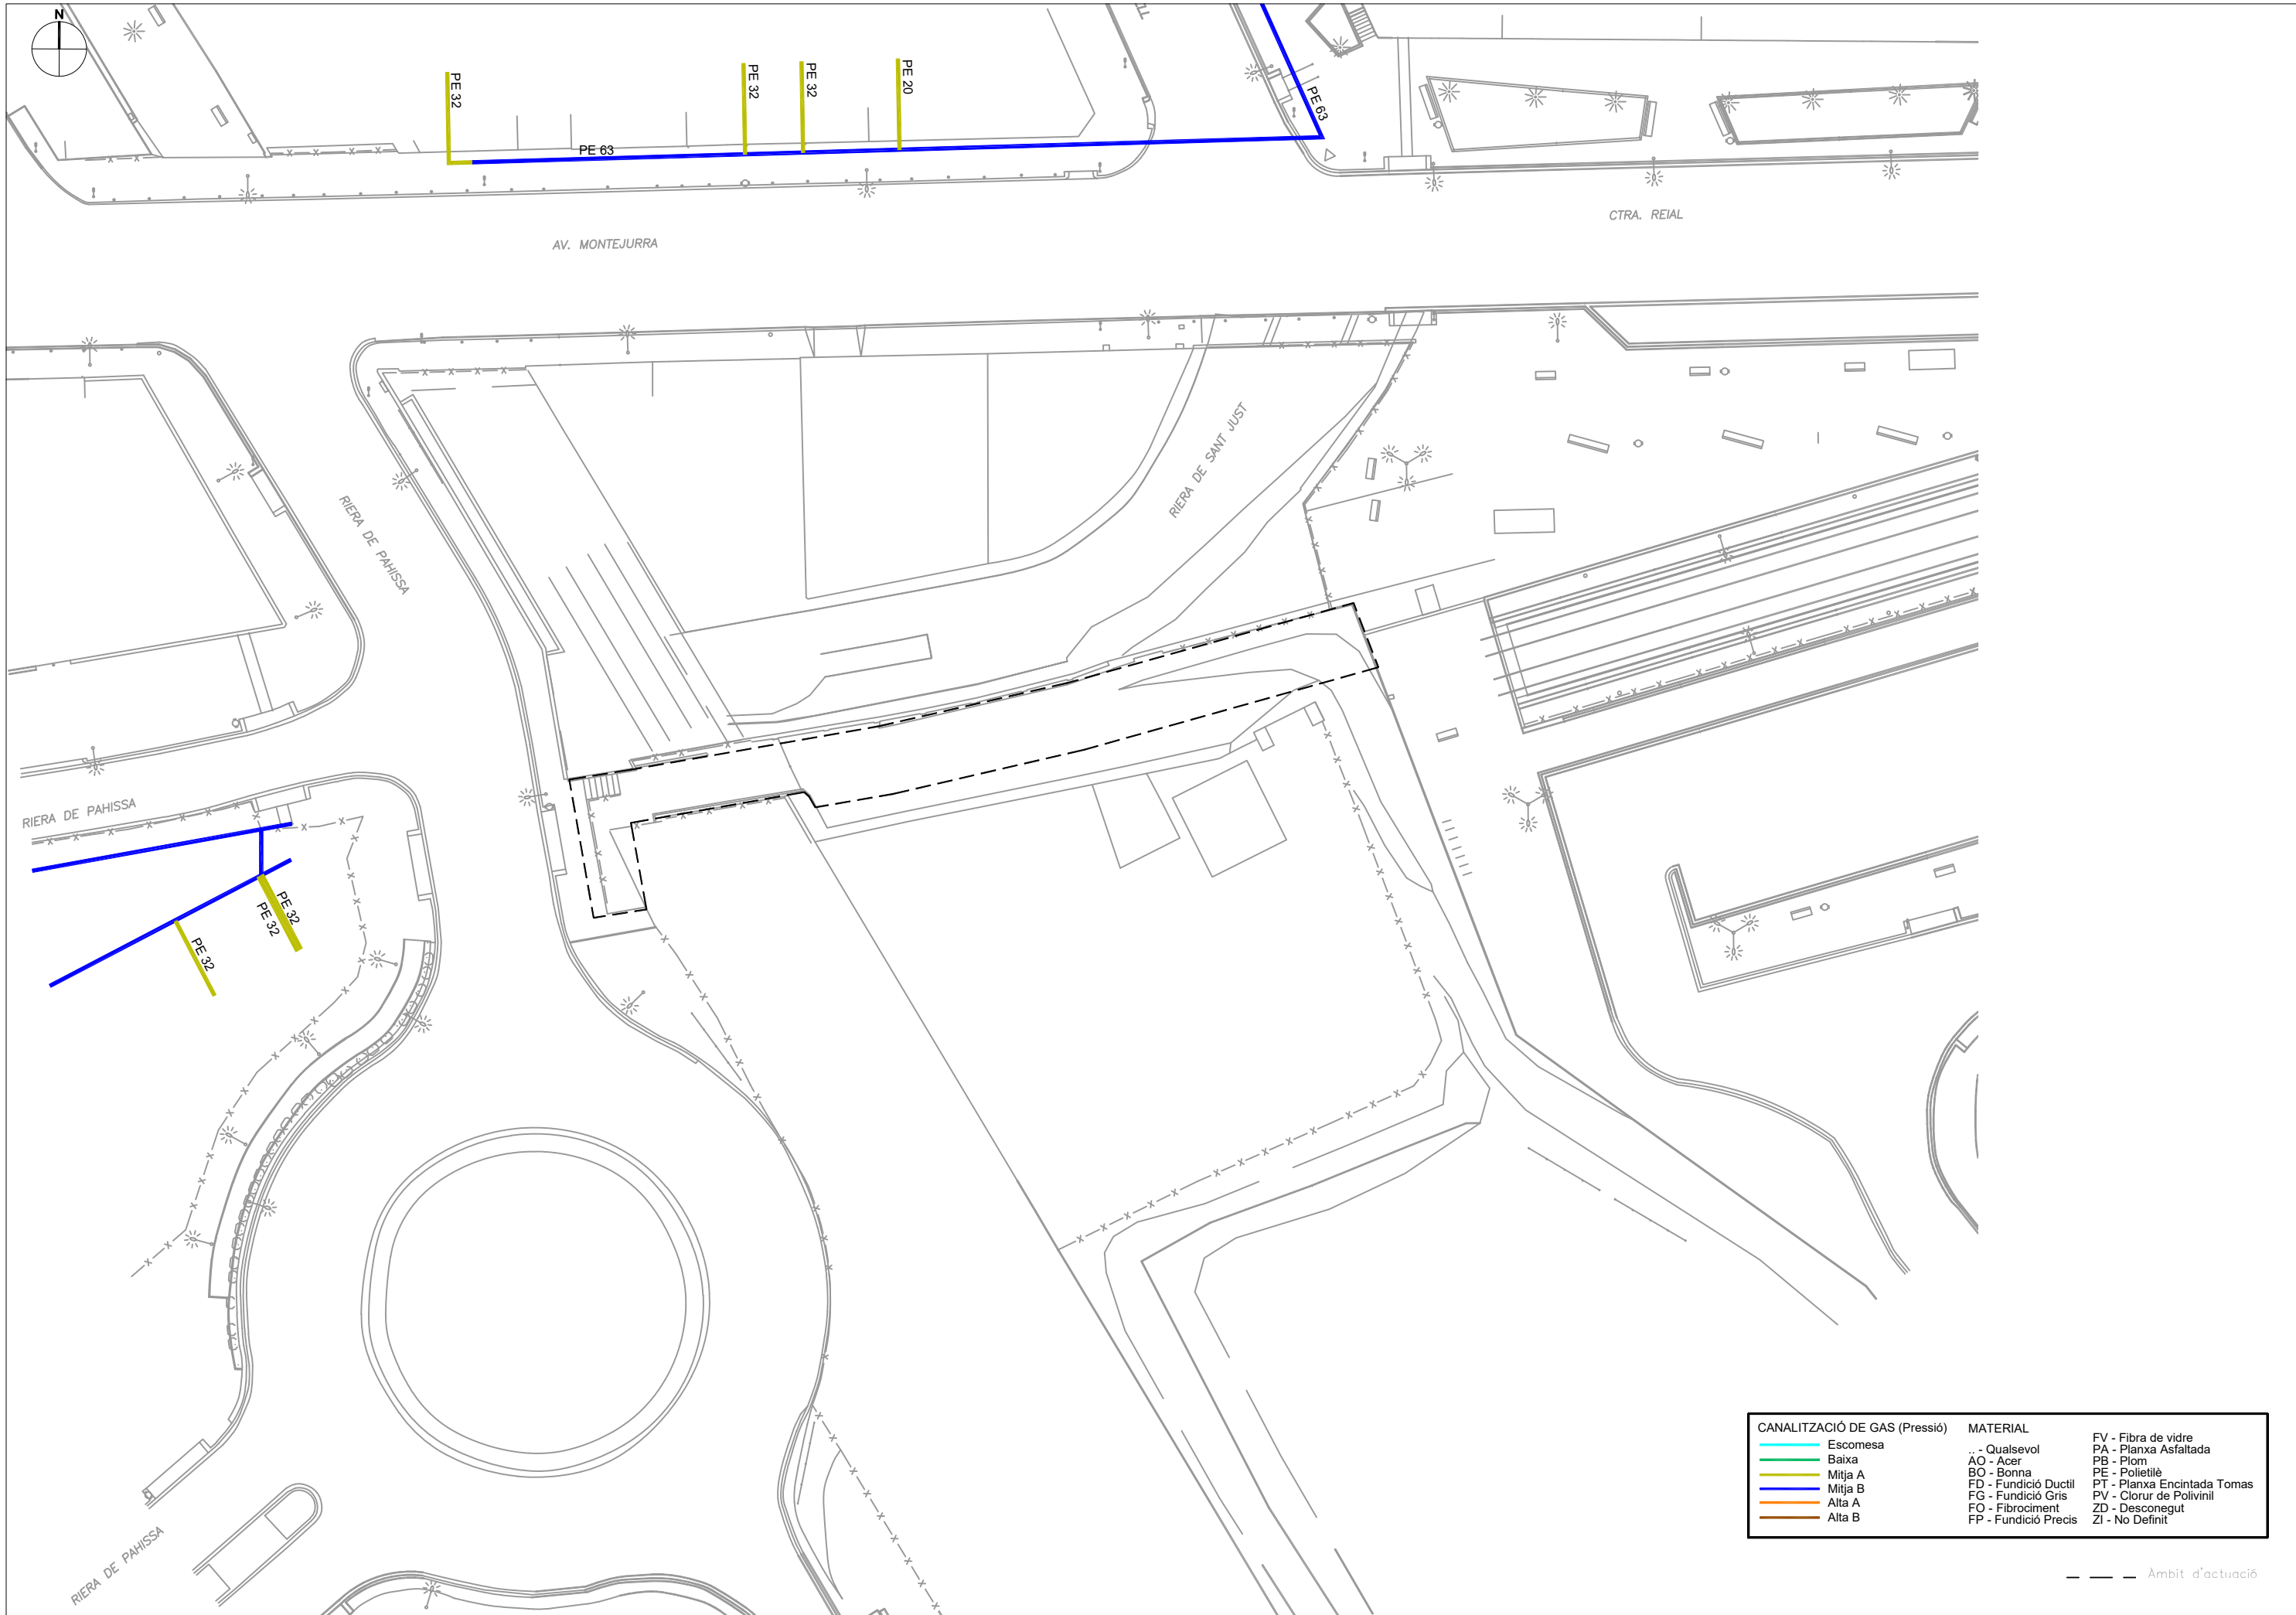 N
PE 32
PE 32
PE 32
PE 20
PE 63
PE 63
CTRA. REIAL
AV. MONTEJURRA
RIERA DE SANT JUST
RIERA DE PAHISSA
RIERA DE PAHISSA
PE 32
PE 32
PE 32
RIERA DE PAHISSA
CANALITZACIÓ DE GAS (Pressió)
Escomesa
Baixa
Mitja A
Mitja B
Alta A
Alta B
MATERIAL
.. - Qualsevol
AO - Acer
BO - Bonna
FD - Fundició Ductil
FG - Fundició Gris
FO - Fibrociment
FP - Fundició Precis
FV - Fibra de vidre
PA - Planxa Asfaltada
PB - Plom
PE - Polietilè
PT - Planxa Encintada Tomas
PV - Clorur de Polivinil
ZD - Desconegut
ZI - No Definit
Àmbit d'actuació